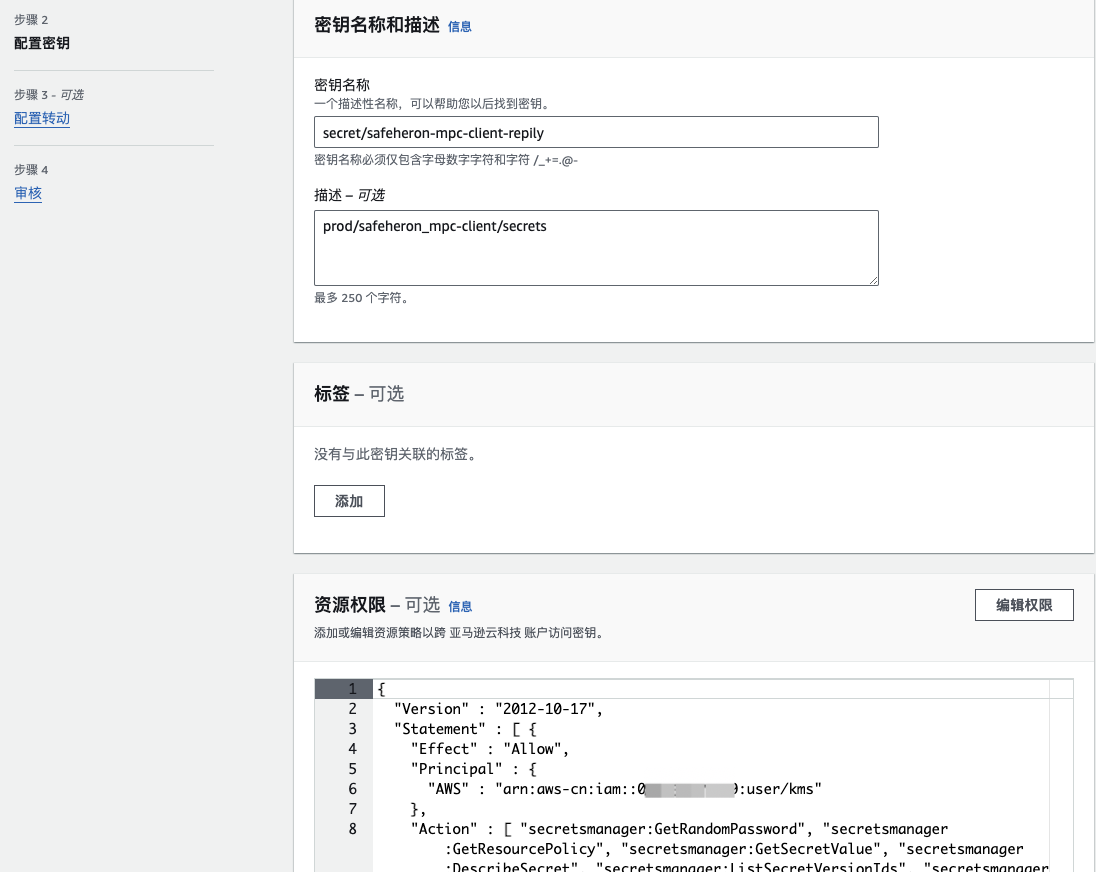 步骤 2
配置密钥
步骤 3 - 可选
配置转动
步骤 4
审核
密钥名称和描述 信息
密钥名称
一个描述性名称，可以帮助您以后找到密钥。
secret/safeheron-mpc-client-repily
密钥名称必须仅包含字母数字字符和字符 /_+=.@-
描述 – 可选
prod/safeheron_mpc-client/secrets
最多 250 个字符。
标签 – 可选
没有与此密钥关联的标签。
添加
资源权限 – 可选 信息
编辑权限
添加或编辑资源策略以跨 亚马逊云科技 账户访问密钥。
1 {
2 "Version" : "2012-10-17",
3 "Statement" : [ {
4 "Effect" : "Allow",
5 "Principal" : {
6 "AWS" : "arn:aws-cn:iam::0 9:user/kms"
7 },
8 "Action" : [ "secretsmanager:GetRandomPassword", "secretsmanager
:GetResourcePolicy", "secretsmanager:GetSecretValue", "secretsmanager
:DescribeSecret", "secretsmanager:ListSecretVersionIds", "secretsmanager